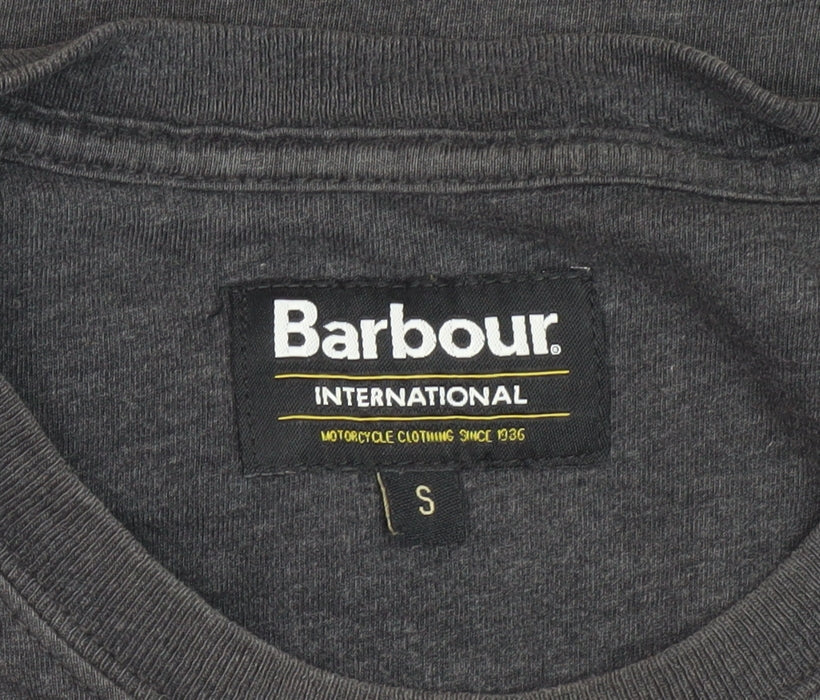 Barbour®
INTERNATIONAL
MOTORCYCLE CLOTHING SINCE 1936
S